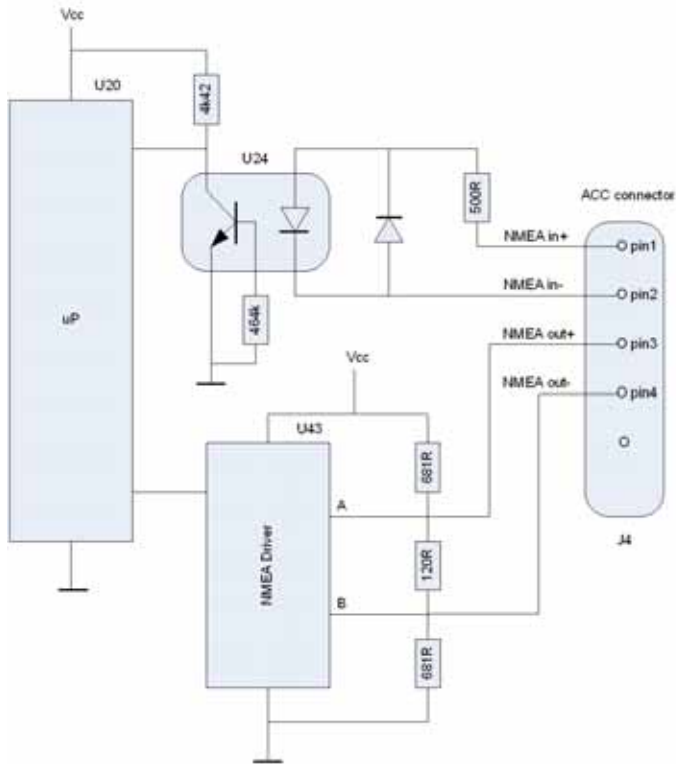 Vcc
U20
4k42
U24
500R
ACC connector
NMEA in+
pin1
NMEA in-
pin2
uP
464k
NMEA out+
pin3
Vcc
NMEA out-
pin4
U43
681R
A
J4
NMEA Driver
120R
B
681R